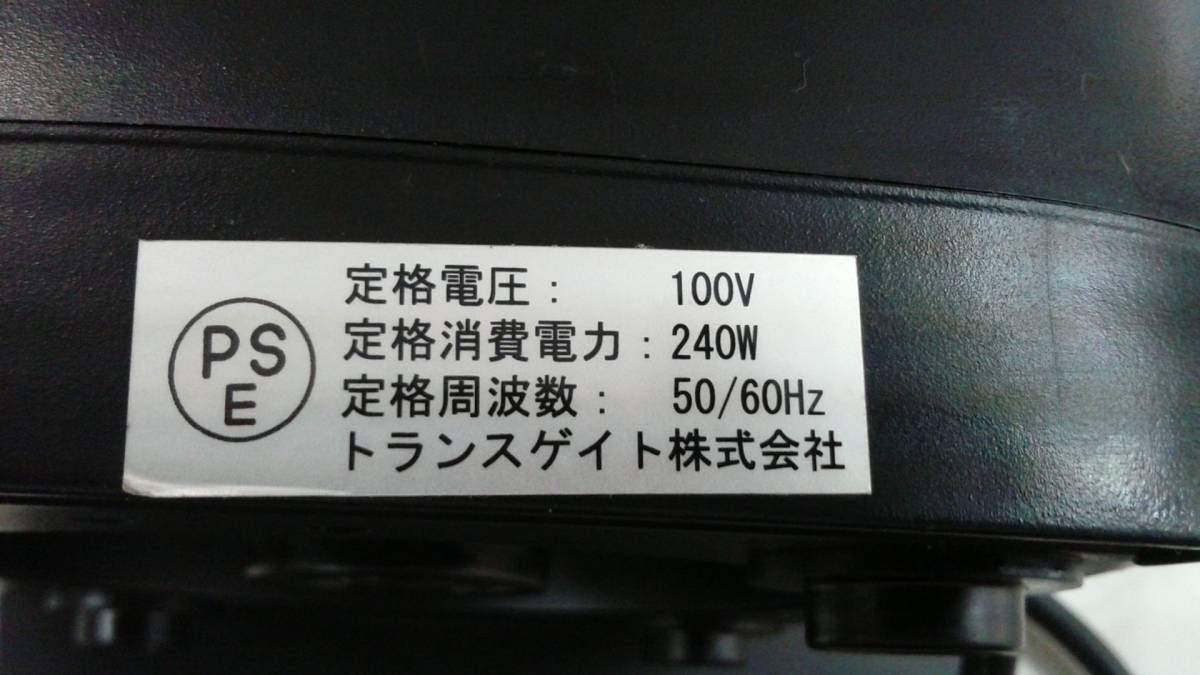 PS
E
定格電圧： 100V
定格消費電力：240W
定格周波数： 50/60Hz
トランスゲイト株式会社